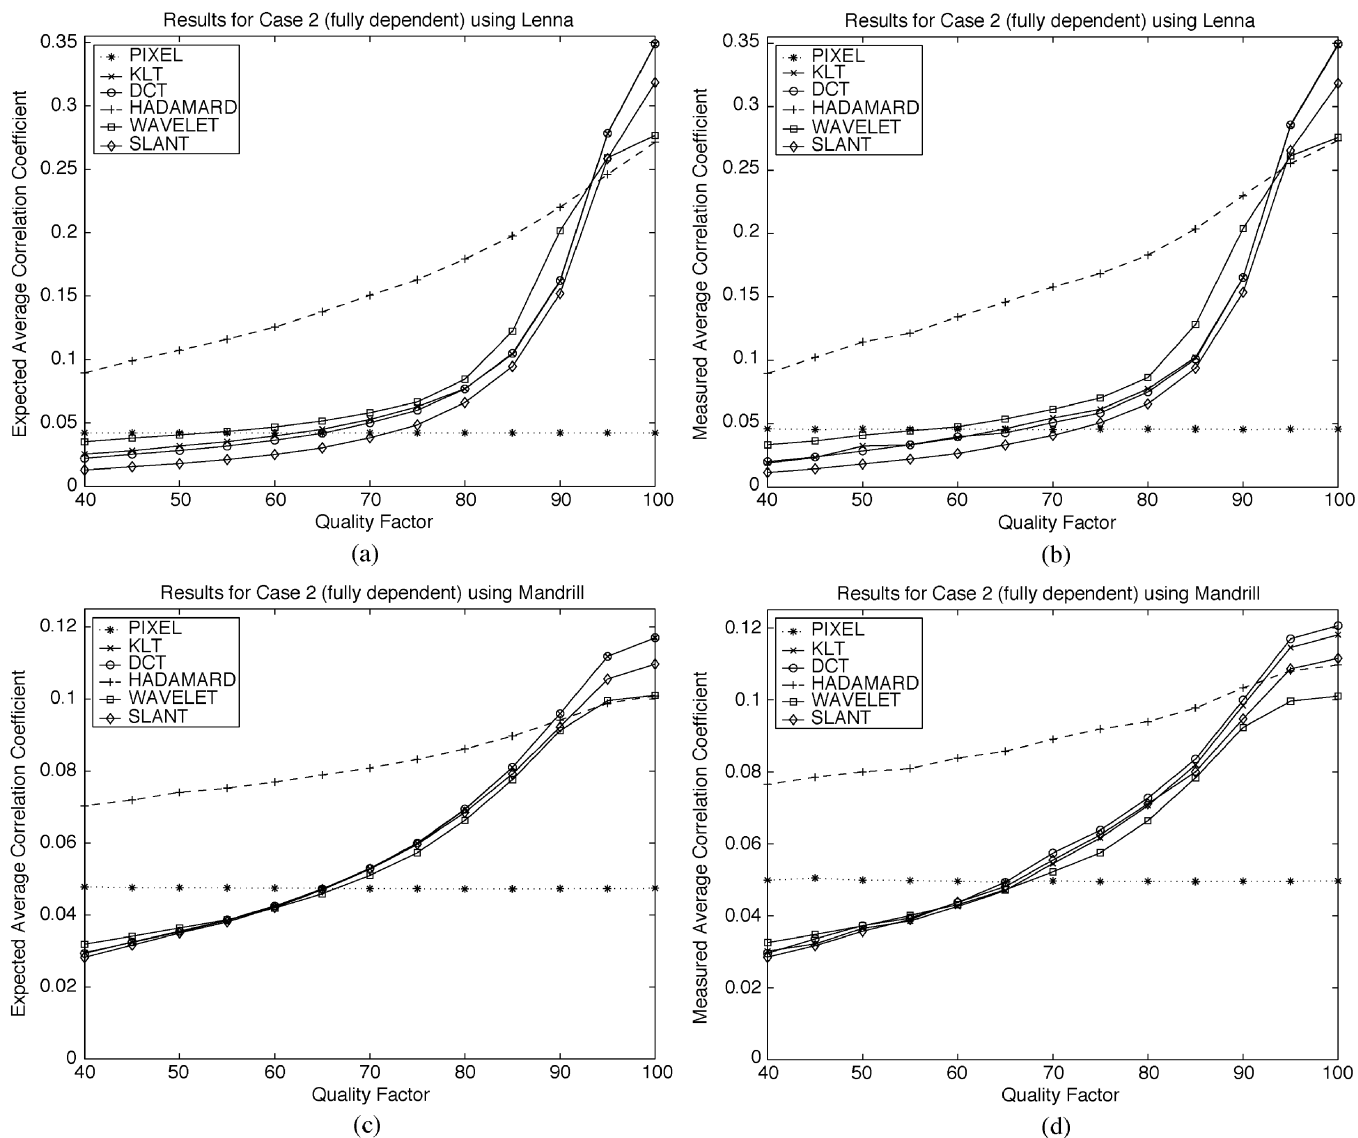 Results for Case 2 (fully dependent) using Lenna
Expected Average Correlation Coefficient
0.35
0.3
0.25
0.2
0.15
0.1
0.05
0
PIXEL
KLT
DCT
HADAMARD
WAVELET
SLANT
40 50 60 70 80 90 100
Quality Factor
(a)
Results for Case 2 (fully dependent) using Lenna
Measured Average Correlation Coefficient
0.35
0.3
0.25
0.2
0.15
0.1
0.05
0
PIXEL
KLT
DCT
HADAMARD
WAVELET
SLANT
40 50 60 70 80 90 100
Quality Factor
(b)
Results for Case 2 (fully dependent) using Mandrill
Expected Average Correlation Coefficient
0.12
0.1
0.08
0.06
0.04
0.02
0
PIXEL
KLT
DCT
HADAMARD
WAVELET
SLANT
40 50 60 70 80 90 100
Quality Factor
(c)
Results for Case 2 (fully dependent) using Mandrill
Measured Average Correlation Coefficient
0.12
0.1
0.08
0.06
0.04
0.02
0
PIXEL
KLT
DCT
HADAMARD
WAVELET
SLANT
40 50 60 70 80 90 100
Quality Factor
(d)